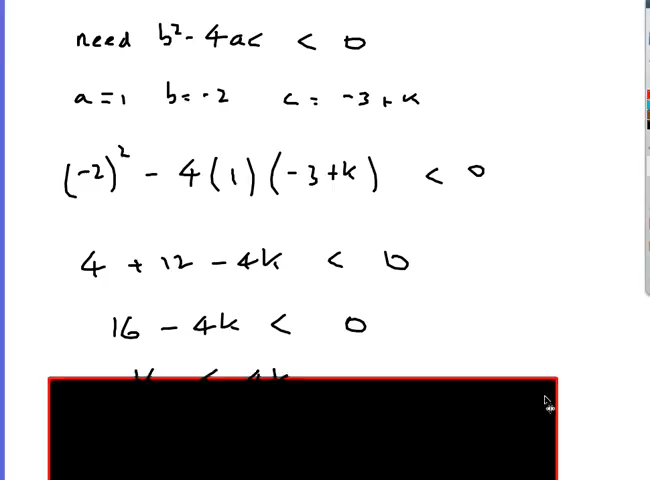 need b² - 4ac < 0
a = 1 b = -2 c = -3 + k
(-2)² - 4(1)(-3+k) < 0
4 + 12 - 4k < 0
16 - 4k < 0